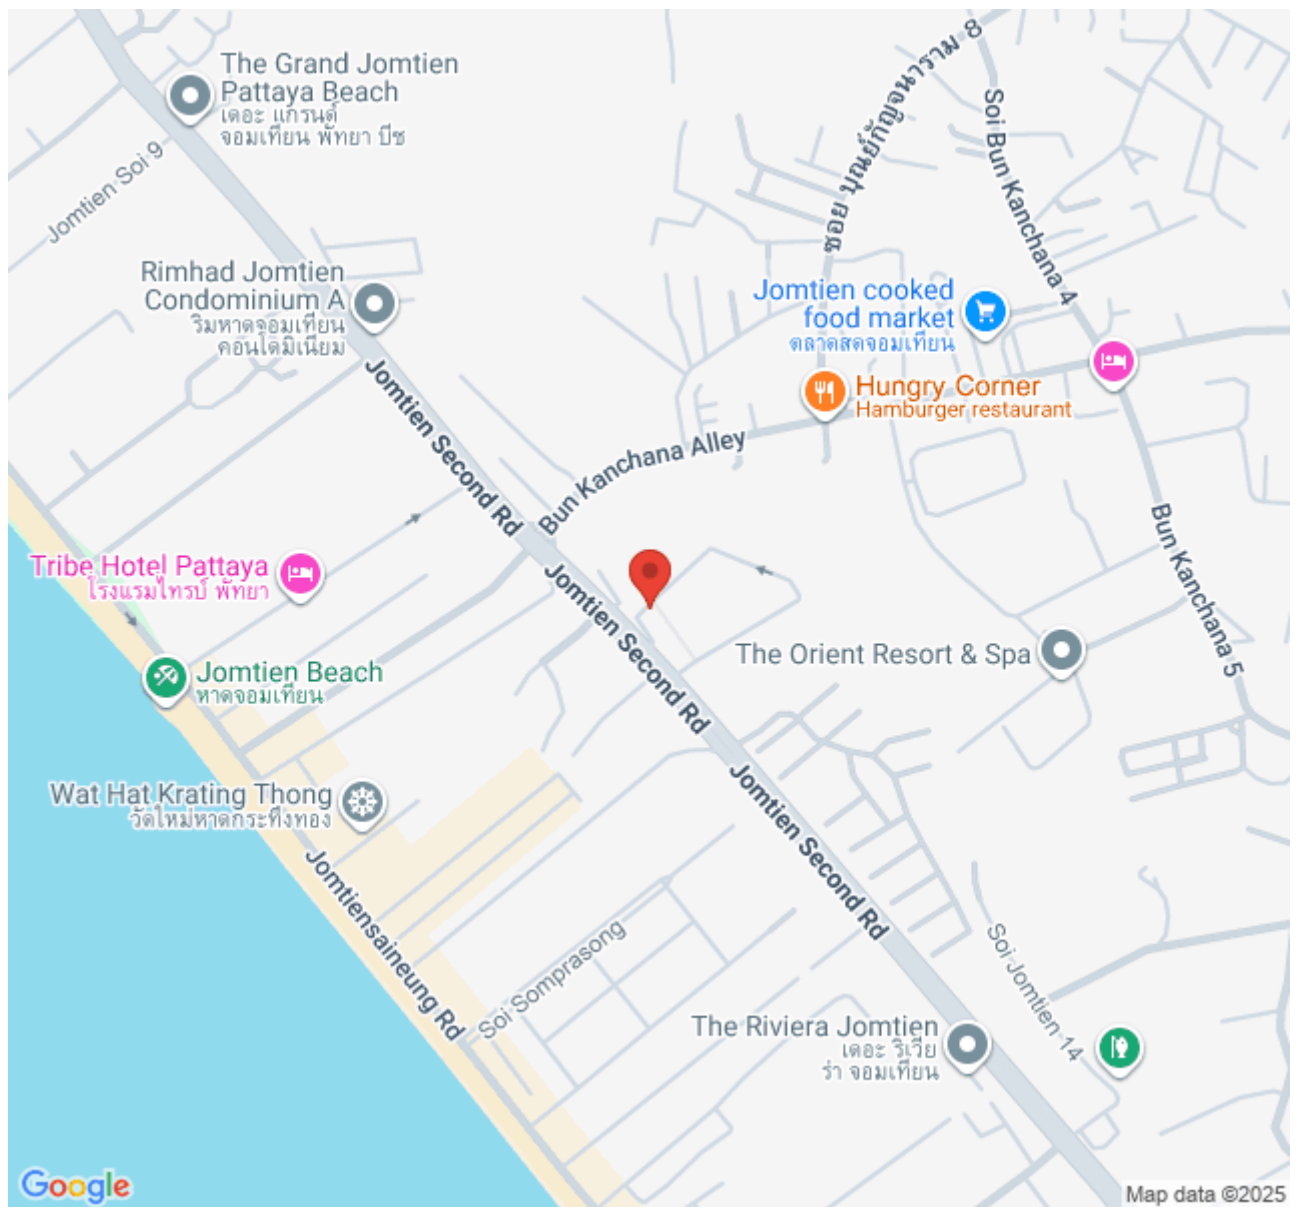 The Grand Jomtien
Pattaya Beach
เดอะ แกรนด์
จอมเทียน พัทยา บีช
Jomtien Soi 9
ซอย บุณย์กัญจนาราม 8
Soi Bun Kanchana 4
Rimhad Jomtien
Condominium A
ริมหาดจอมเทียน
คอนโดมิเนียม
Jomtien cooked
food market
ตลาดสดจอมเทียน
Hungry Corner
Hamburger restaurant
Jomtien Second Rd
Bun Kanchana Alley
Bun Kanchana 5
Tribe Hotel Pattaya
โรงแรมไทรบ์ พัทยา
Jomtien Second Rd
The Orient Resort & Spa
Jomtien Beach
หาดจอมเทียน
Wat Hat Krating Thong
วัดใหม่หาดกระทิงทอง
Jomtien Second Rd
Jomtiensaineung Rd
Soi Somprasong
Soi Jomtien 14
The Riviera Jomtien
เดอะ ริเวีย
ร่า จอมเทียน
Google
Map data ©2025